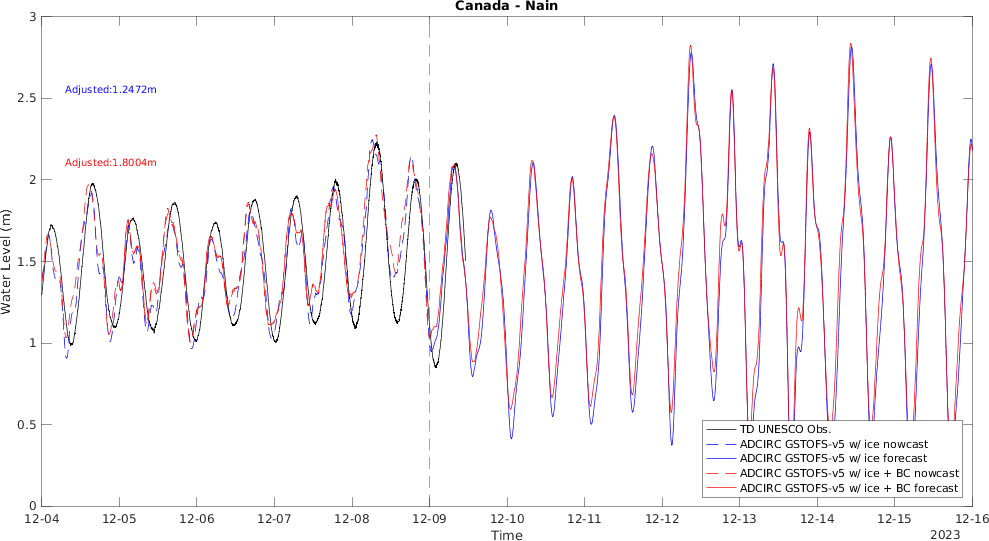 Canada - Nain
3
2.5
2
1.5
1
0.5
0
Water Level (m)
Adjusted:1.2472m
Adjusted:1.8004m
TD UNESCO Obs.
ADCIRC GSTOFS-v5 w/ ice nowcast
ADCIRC GSTOFS-v5 w/ ice forecast
ADCIRC GSTOFS-v5 w/ ice + BC nowcast
ADCIRC GSTOFS-v5 w/ ice + BC forecast
12-04 12-05 12-06 12-07 12-08 12-09 12-10 12-11 12-12 12-13 12-14 12-15 12-16
Time
2023